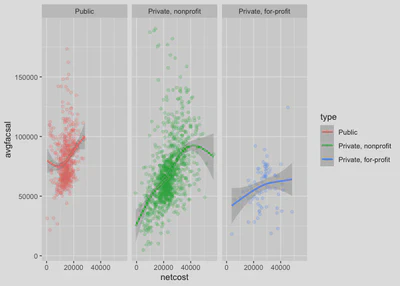 Public
Private, nonprofit
Private, for-profit
150000
100000
50000
0
avgfacsal
0 20000 40000
0 20000 40000
0 20000 40000
netcost
type
Public
Private, nonprofit
Private, for-profit